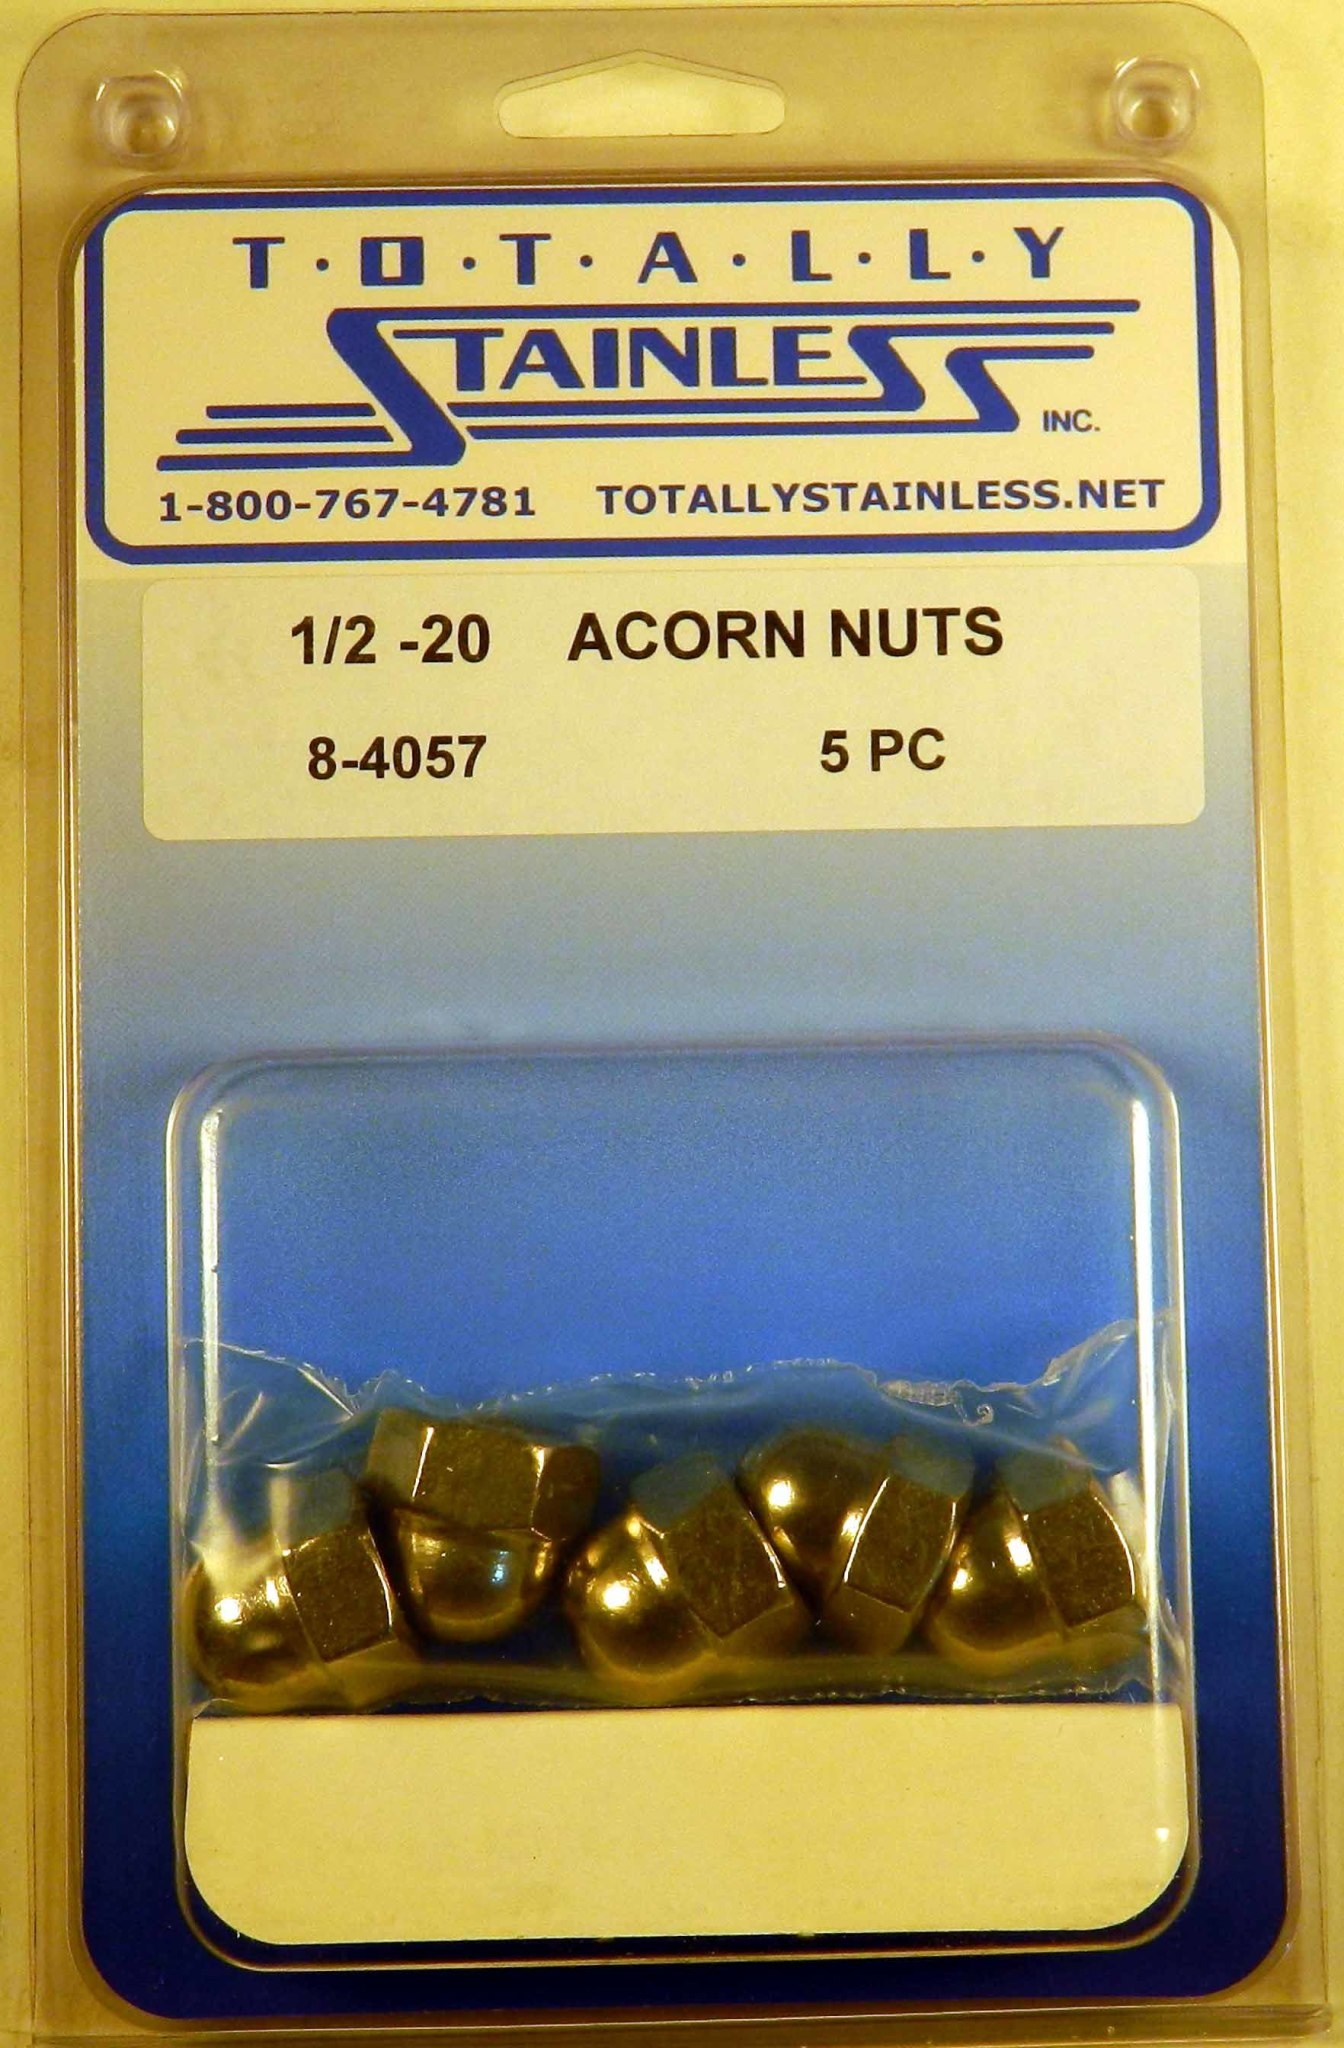 T·O·T·A·L·L·Y
STAINLESS
INC.
1-800-767-4781 TOTALLYSTAINLESS.NET
1/2 -20 ACORN NUTS
8-4057 5 PC